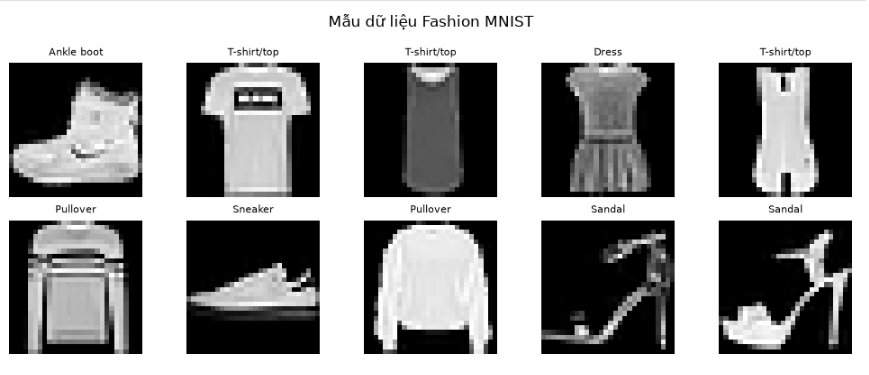 Mẫu dữ liệu Fashion MNIST
Ankle boot
T-shirt/top
T-shirt/top
Dress
T-shirt/top
Pullover
Sneaker
Pullover
Sandal
Sandal